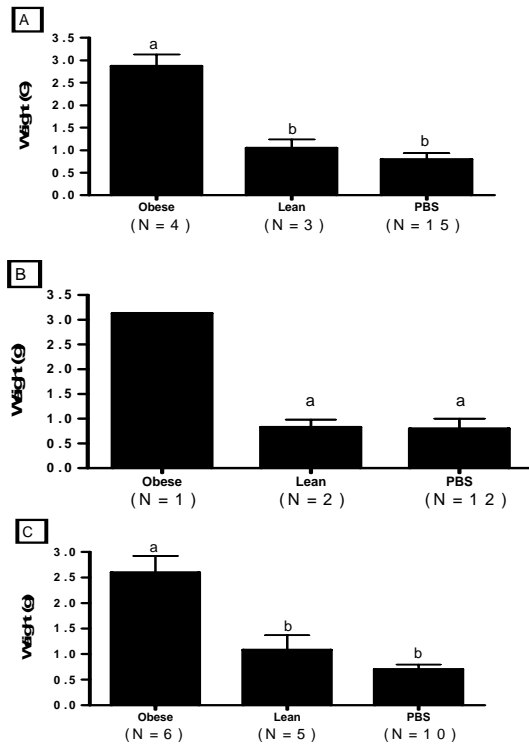 A
Weight (G)
3.5
3.0
2.5
2.0
1.5
1.0
0.5
0.0
a
b
b
Obese
Lean
PBS
(N=4)
(N=3)
(N=15)
B
Weight (g)
3.5
3.0
2.5
2.0
1.5
1.0
0.5
0.0
a
a
Obese
Lean
PBS
(N=1)
(N=2)
(N=12)
C
Weight (g)
3.0
2.5
2.0
1.5
1.0
0.5
0.0
a
b
b
Obese
Lean
PBS
(N=6)
(N=5)
(N=10)